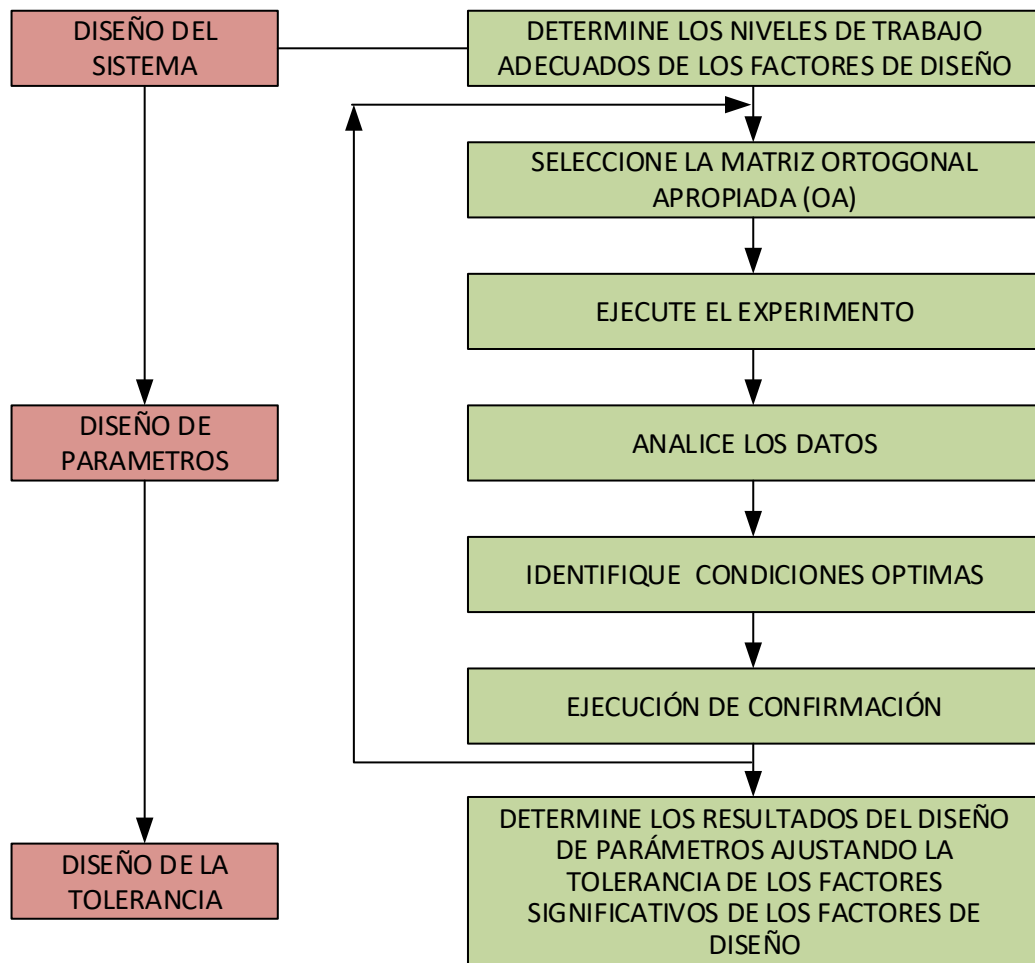 DISEÑO DEL
SISTEMA
DETERMINE LOS NIVELES DE TRABAJO
ADECUADOS DE LOS FACTORES DE DISEÑO
SELECCIONE LA MATRIZ ORTOGONAL
APROPIADA (OA)
EJECUTE EL EXPERIMENTO
DISEÑO DE
PARAMETROS
ANALICE LOS DATOS
IDENTIFIQUE  CONDICIONES OPTIMAS
EJECUCIÓN DE CONFIRMACIÓN
DISEÑO DE LA
TOLERANCIA
DETERMINE LOS RESULTADOS DEL DISEÑO
DE PARÁMETROS AJUSTANDO LA
TOLERANCIA DE LOS FACTORES
SIGNIFICATIVOS DE LOS FACTORES DE
DISEÑO